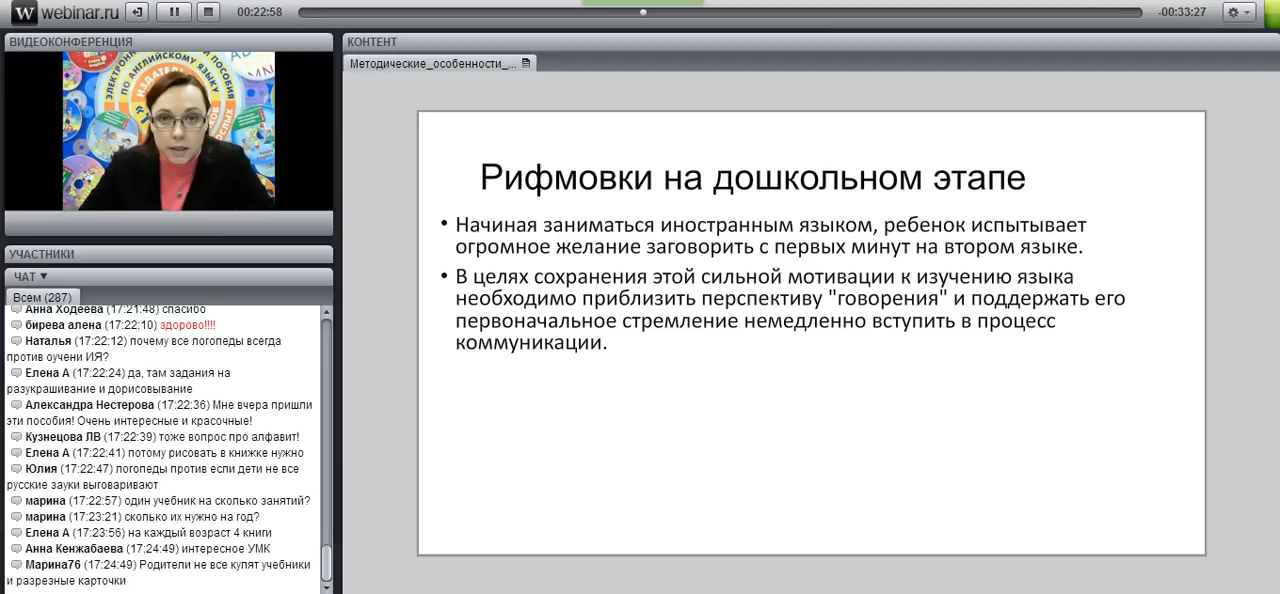 W webinar.ru
00:22:58
-00:33:27
ВИДЕОКОНФЕРЕНЦИЯ
ЭЛЕКТРОН
ПО АНГЛИЙСКОМУ ЯЗЫКУ
ПОСОБИЯ
УЧАСТНИКИ
ЧАТ ▼
Всем (287)
Анна Ходеева (17:21:48) спасибо
бирева алена (17:22:10) здорово!!!!
Наталья (17:22:12) почему все логопеды всегда
против оучени ИЯ?
Елена А (17:22:24) да, там задания на
разукрашивание и дорисовывание
Александра Нестерова (17:22:36) Мне вчера пришли
эти пособия! Очень интересные и красочные!
Кузнецова ЛВ (17:22:39) тоже вопрос про алфавит!
Елена А (17:22:41) потому рисовать в книжке нужно
Юлия (17:22:47) логопеды против если дети не все
русские зауки выговаривают
марина (17:22:57) один учебник на сколько занятий?
марина (17:23:21) сколько их нужно на год?
Елена А (17:23:56) на каждый возраст 4 книги
Анна Кенжабаева (17:24:49) интересное УМК
Марина76 (17:24:49) Родители не все купят учебники
и разрезные карточки
КОНТЕНТ
Методические_особенности_...
Рифмовки на дошкольном этапе
• Начиная заниматься иностранным языком, ребенок испытывает
огромное желание заговорить с первых минут на втором языке.
• В целях сохранения этой сильной мотивации к изучению языка
необходимо приблизить перспективу "говорения" и поддержать его
первоначальное стремление немедленно вступить в процесс
коммуникации.